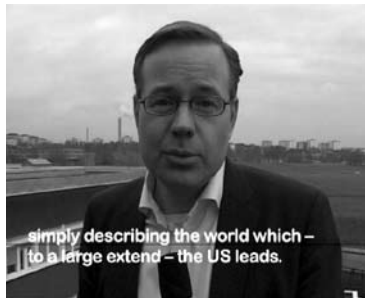 simply describing the world which –
to a large extend – the US leads.